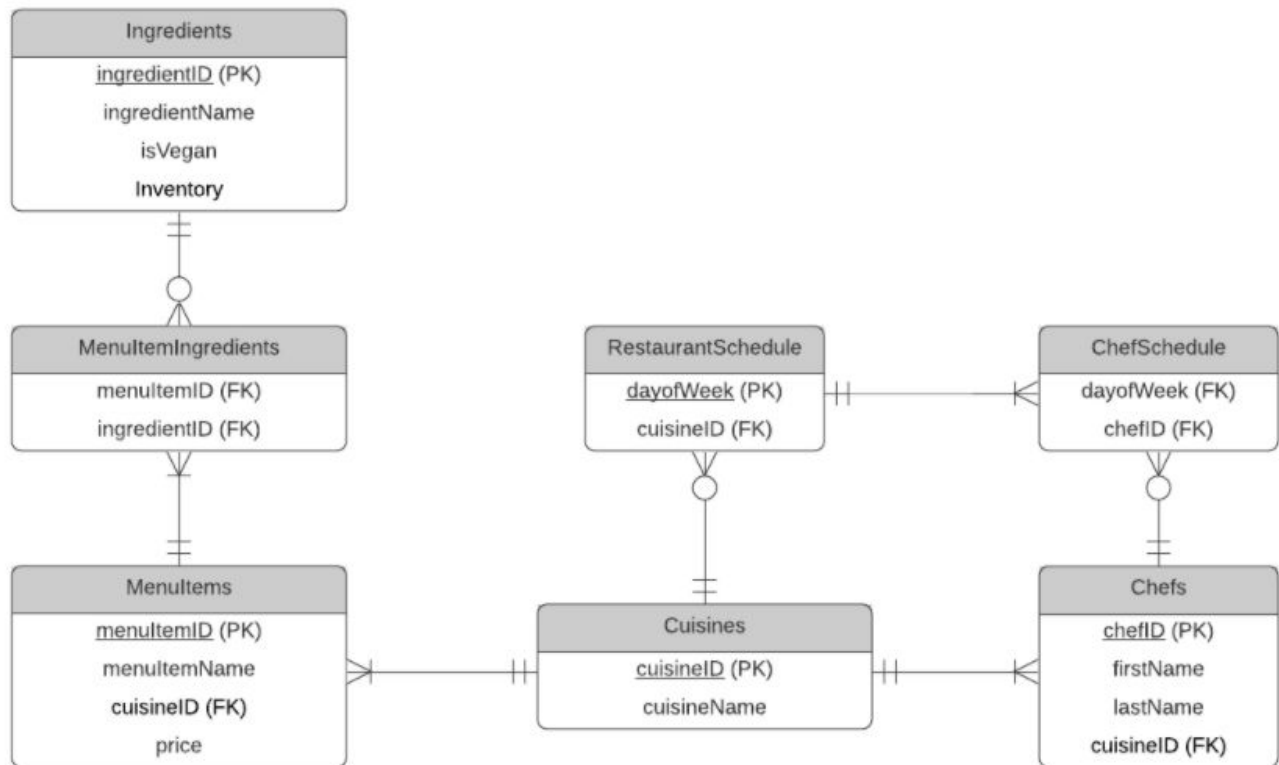 Ingredients
ingredientID (PK)
ingredientName
isVegan
Inventory
MenuItemIngredients
menuItemID (FK)
ingredientID (FK)
RestaurantSchedule
dayofWeek (PK)
cuisineID (FK)
ChefSchedule
dayofWeek (FK)
chefID (FK)
MenuItems
menuItemID (PK)
menuItemName
cuisineID (FK)
price
Cuisines
cuisineID (PK)
cuisineName
Chefs
chefID (PK)
firstName
lastName
cuisineID (FK)